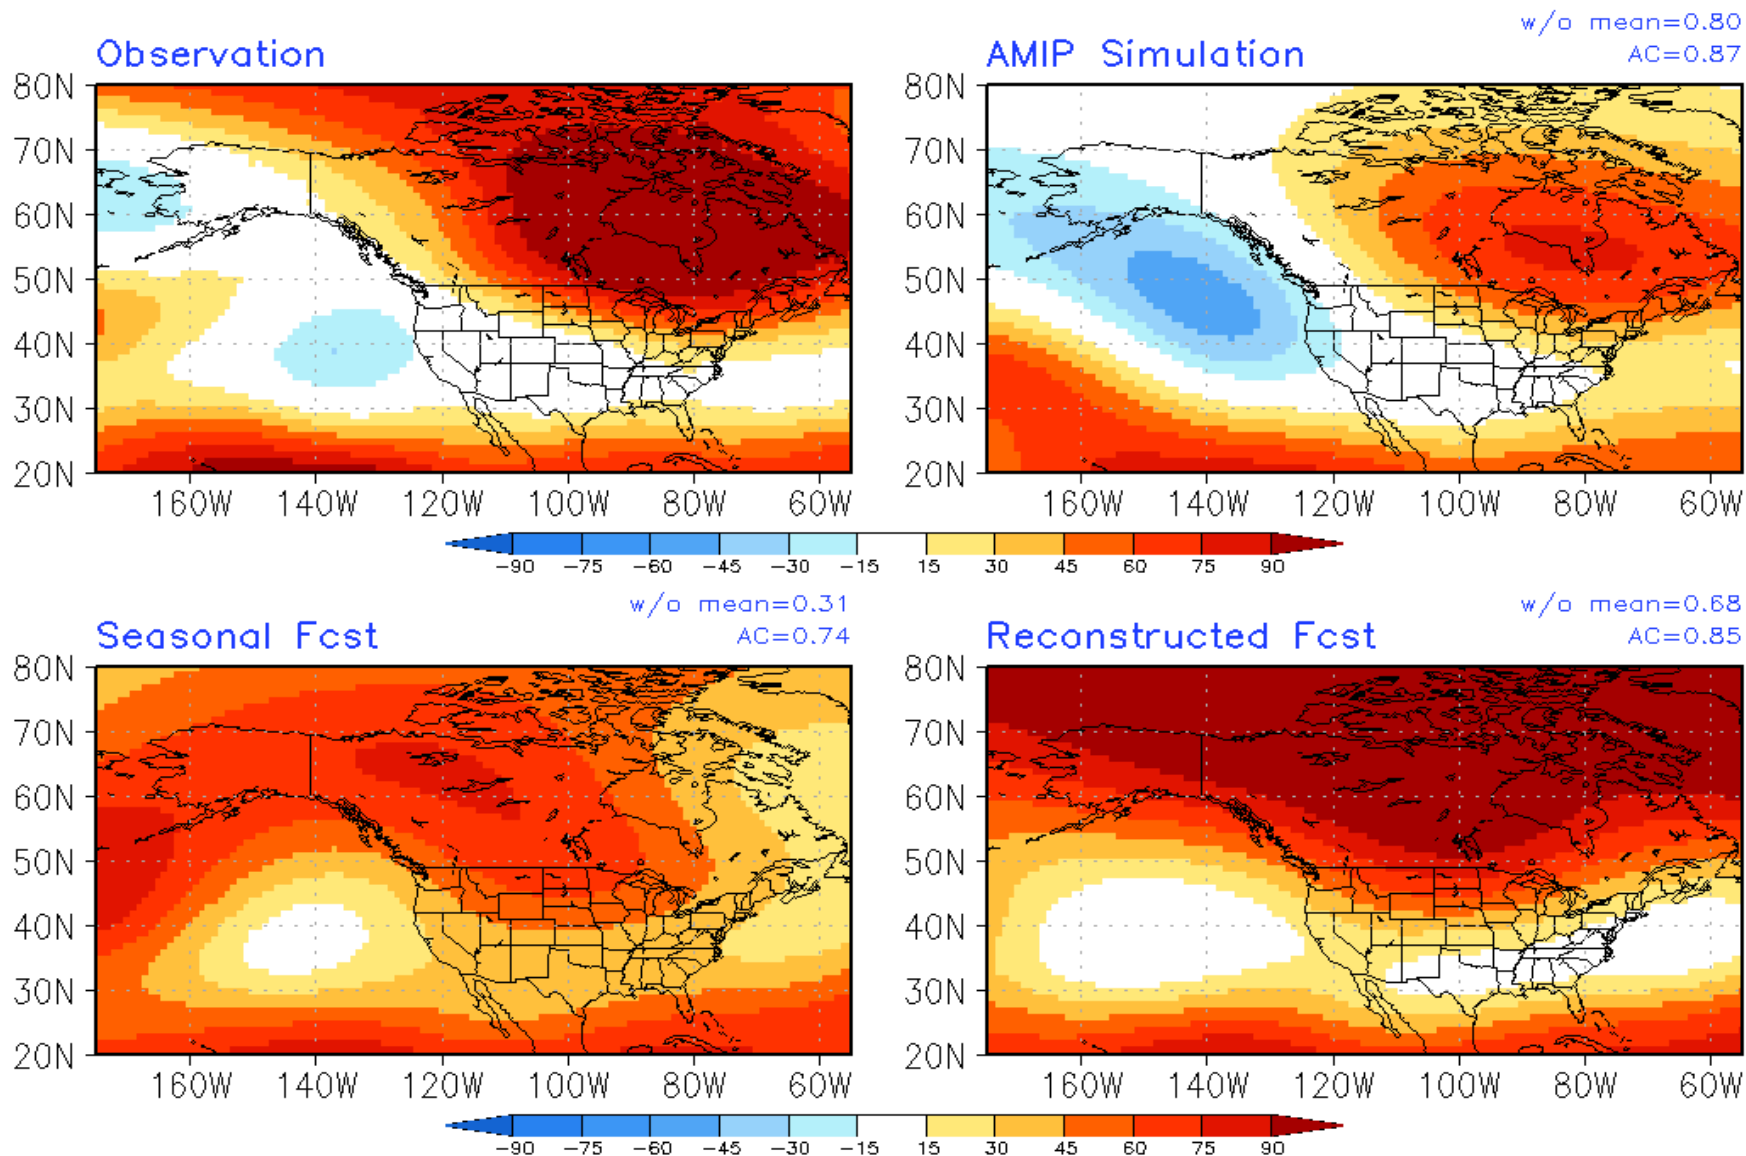 w/o mean=0.80
Observation
AMIP Simulation
AC=0.87
80N
70N
60N
50N
40N
30N
20N
160W 140W 120W 100W 80W 60W
80N
70N
60N
50N
40N
30N
20N
160W 140W 120W 100W 80W 60W
-90 -75 -60 -45 -30 -15 15 30 45 60 75 90
w/o mean=0.31
Seasonal Fcst
AC=0.74
w/o mean=0.68
Reconstructed Fcst
AC=0.85
80N
70N
60N
50N
40N
30N
20N
160W 140W 120W 100W 80W 60W
80N
70N
60N
50N
40N
30N
20N
160W 140W 120W 100W 80W 60W
-90 -75 -60 -45 -30 -15 15 30 45 60 75 90